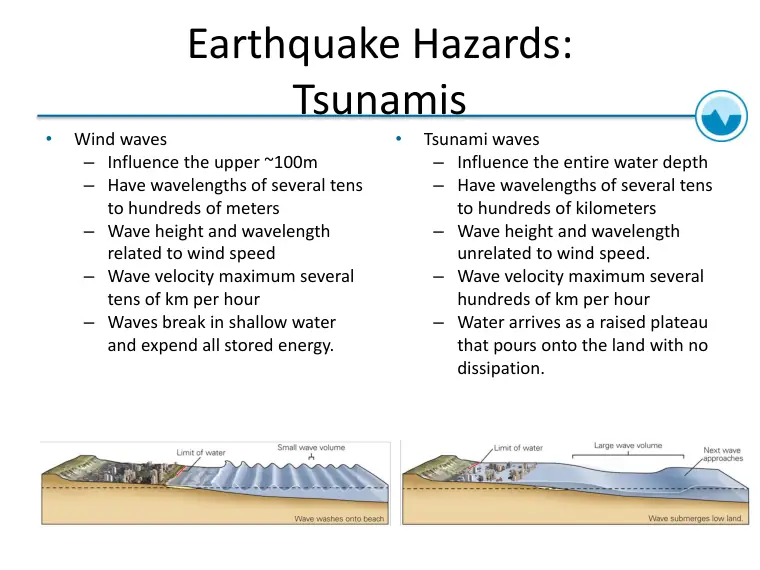 Earthquake Hazards:
Tsunamis
• Wind waves
– Influence the upper ~100m
– Have wavelengths of several tens
to hundreds of meters
– Wave height and wavelength
related to wind speed
– Wave velocity maximum several
tens of km per hour
– Waves break in shallow water
and expend all stored energy.
• Tsunami waves
– Influence the entire water depth
– Have wavelengths of several tens
to hundreds of kilometers
– Wave height and wavelength
unrelated to wind speed.
– Wave velocity maximum several
hundreds of km per hour
– Water arrives as a raised plateau
that pours onto the land with no
dissipation.
Limit of water
Small wave volume
Wave washes onto beach
Limit of water
Large wave volume
Next wave
approaches
Wave submerges low land.